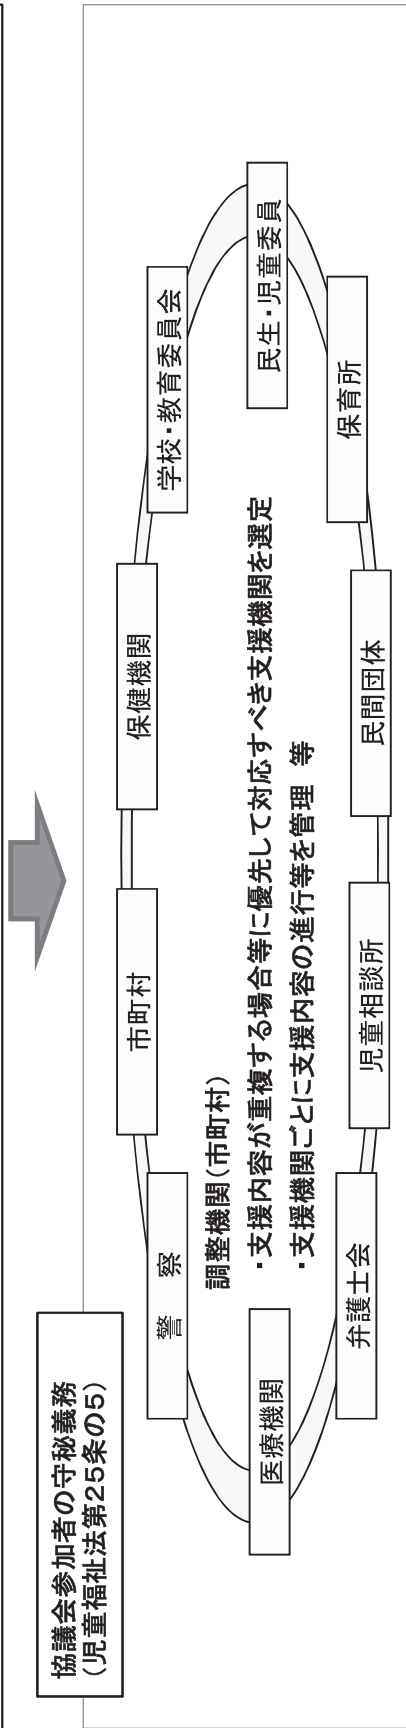 協議会参加者の守秘義務
(児童福祉法第25条の5)
市町村
保健機関
警　察
学校・教育委員会
調整機関(市町村)
・支援内容が重複する場合等に優先して対応すべき支援機関を選定
・支援機関ごとに支援内容の進行等を管理　等
医療機関
民生・児童委員
弁護士会
保育所
児童相談所
民間団体